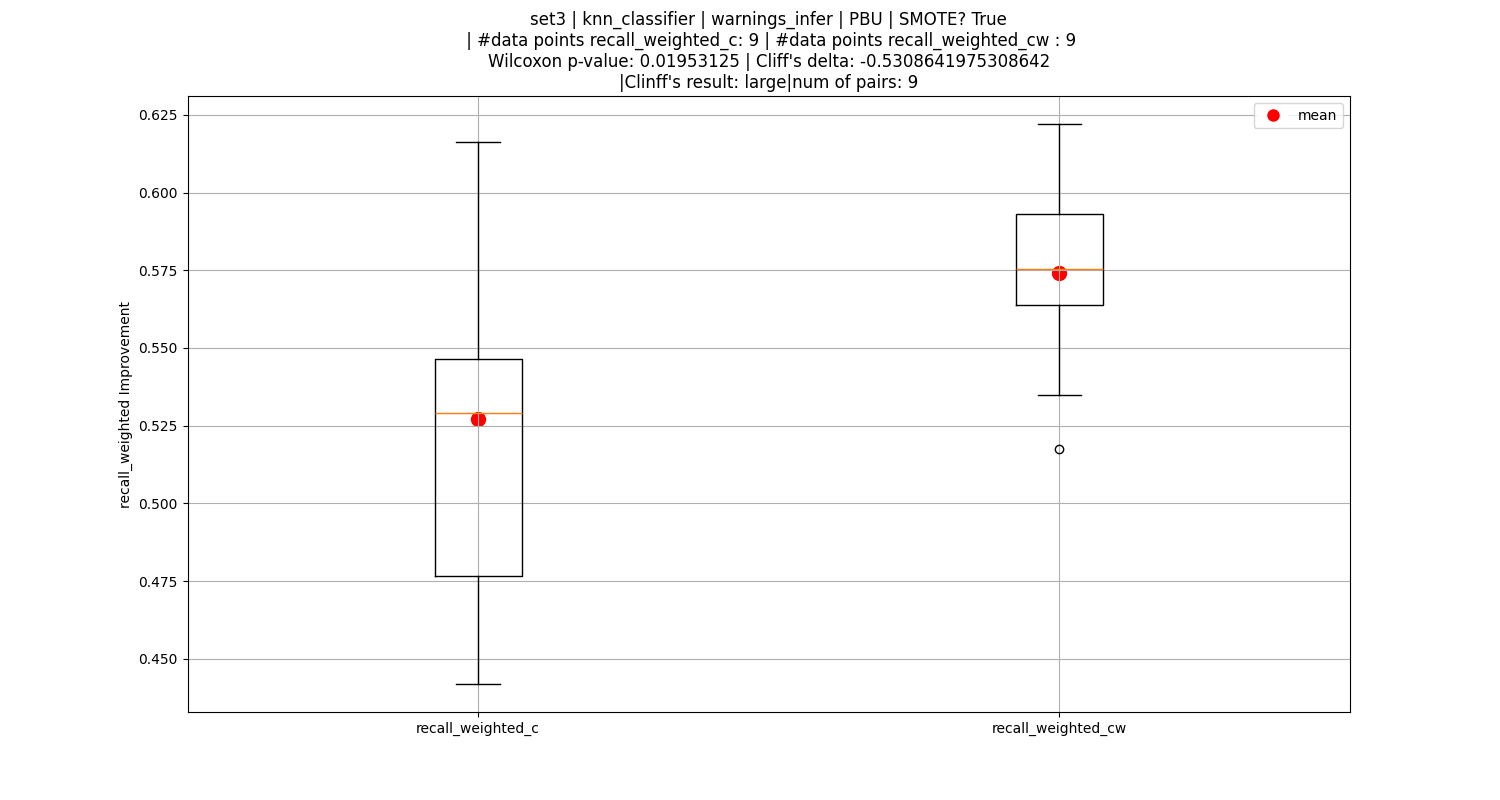 set3 | knn_classifier | warnings_infer | PBU | SMOTE? True
| #data points recall_weighted_c: 9 | #data points recall_weighted_cw : 9
Wilcoxon p-value: 0.01953125 | Cliff's delta: -0.5308641975308642
|Clinff's result: large|num of pairs: 9
mean
0.625
0.600
0.575
0.550
0.525
0.500
0.475
0.450
recall_weighted Improvement
recall_weighted_c
recall_weighted_cw